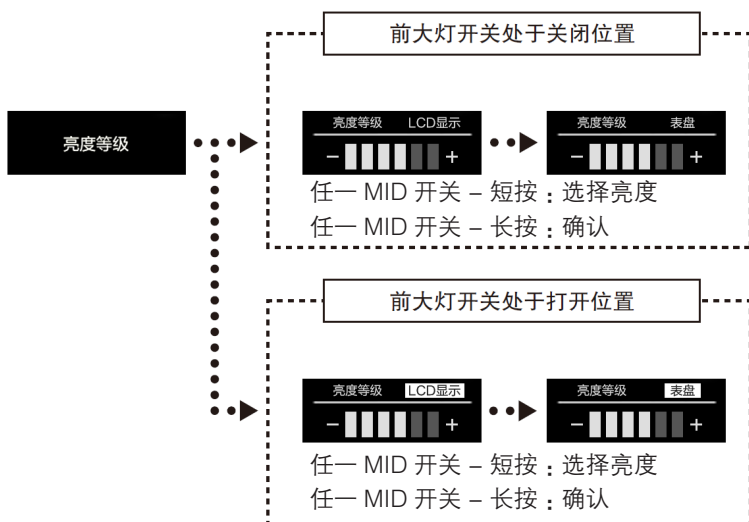 前大灯开关处于关闭位置
亮度等级
亮度等级 LCD显示
− +
亮度等级 表盘
− +
任一 MID 开关 – 短按：选择亮度
任一 MID 开关 – 长按：确认
前大灯开关处于打开位置
亮度等级 LCD显示
− +
亮度等级 表盘
− +
任一 MID 开关 – 短按：选择亮度
任一 MID 开关 – 长按：确认